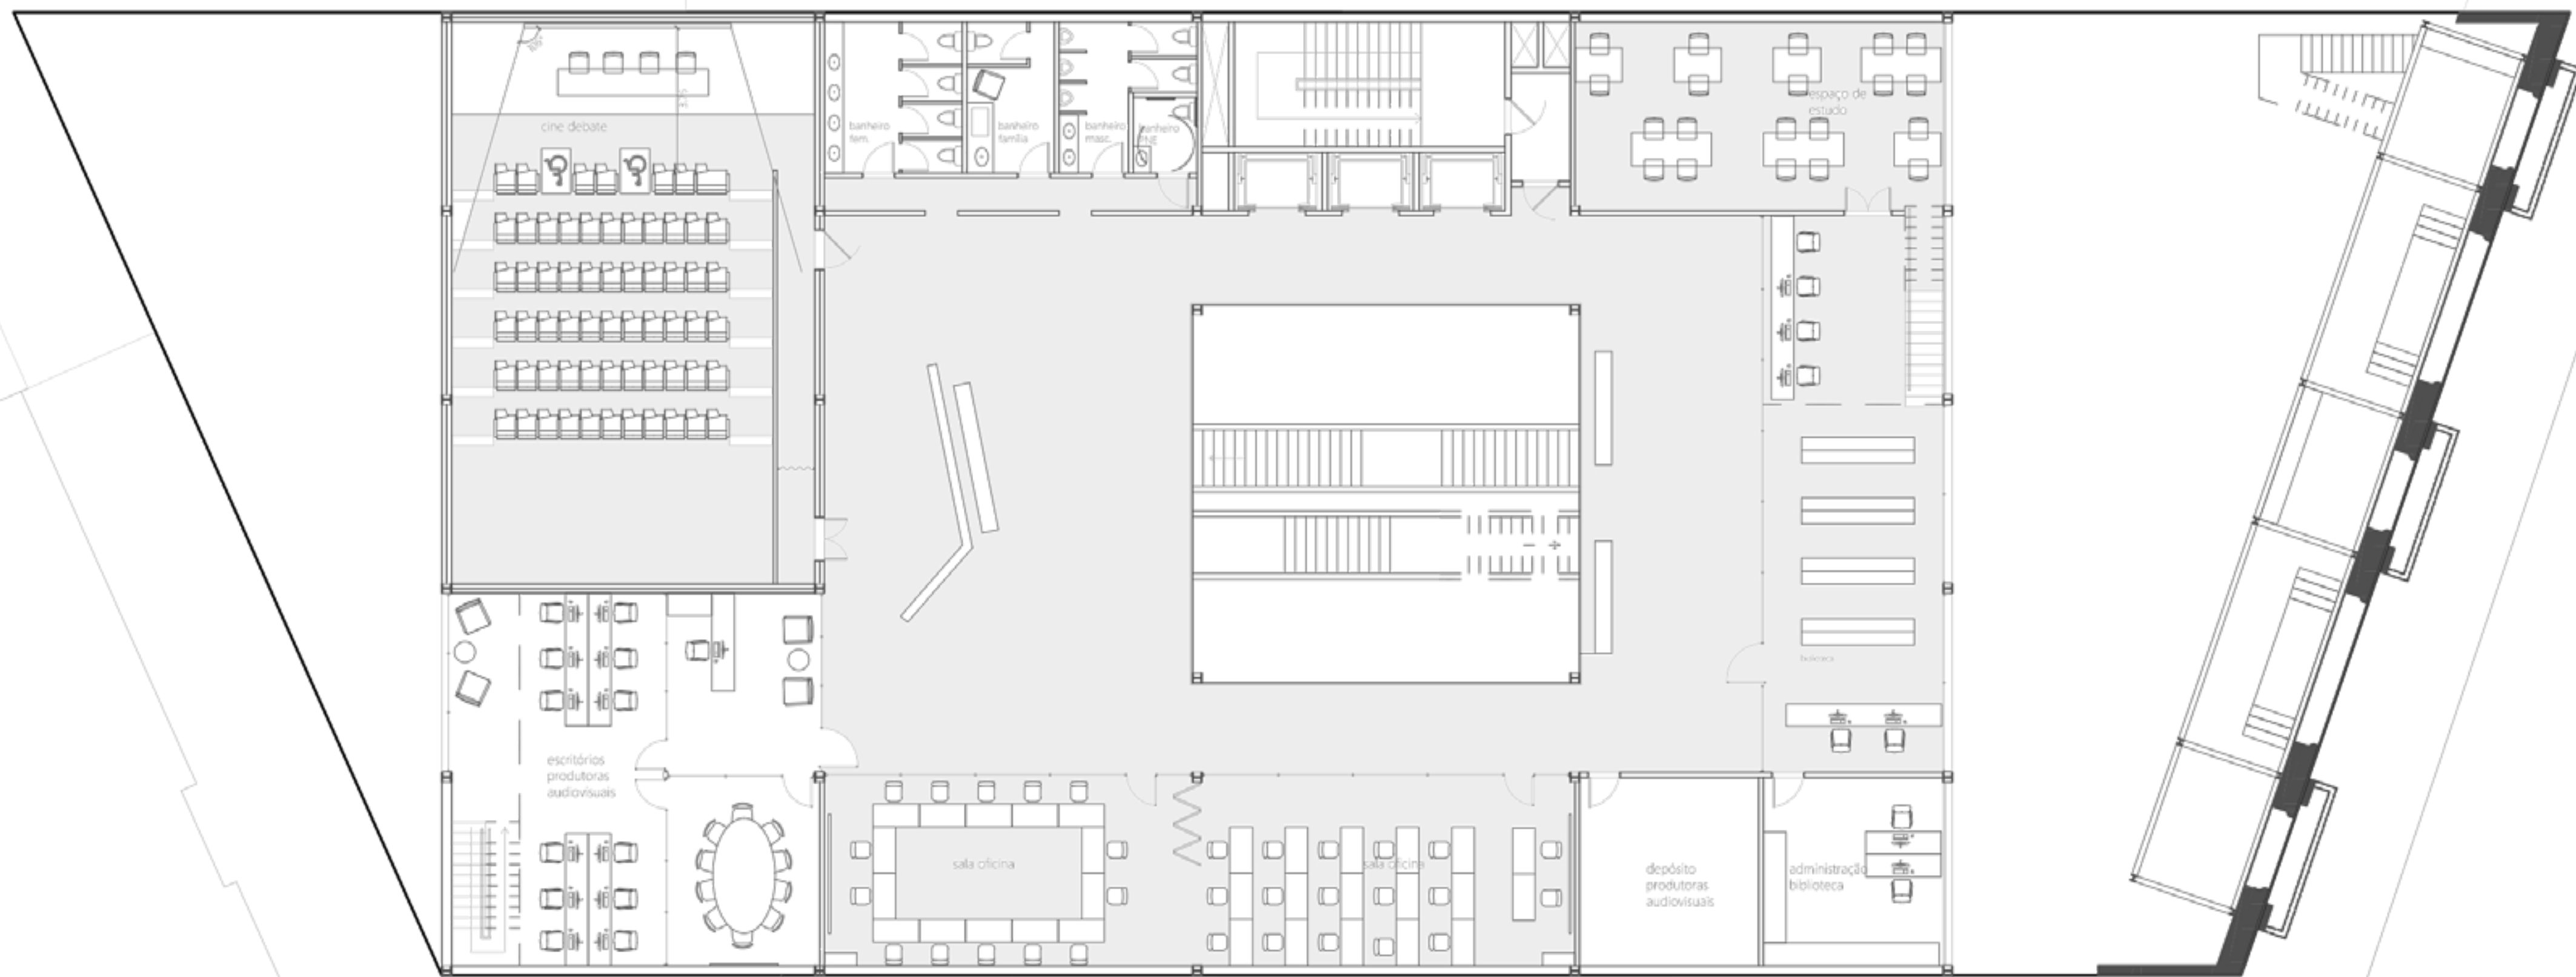 cine debate
banheiro
fem.
banheiro
família
banheiro
masc.
banheiro
PNE
espaço de
estudo
biblioteca
escritórios
produtoras
audiovisuais
sala oficina
sala oficina
depósito
produtoras
audiovisuais
administração
biblioteca